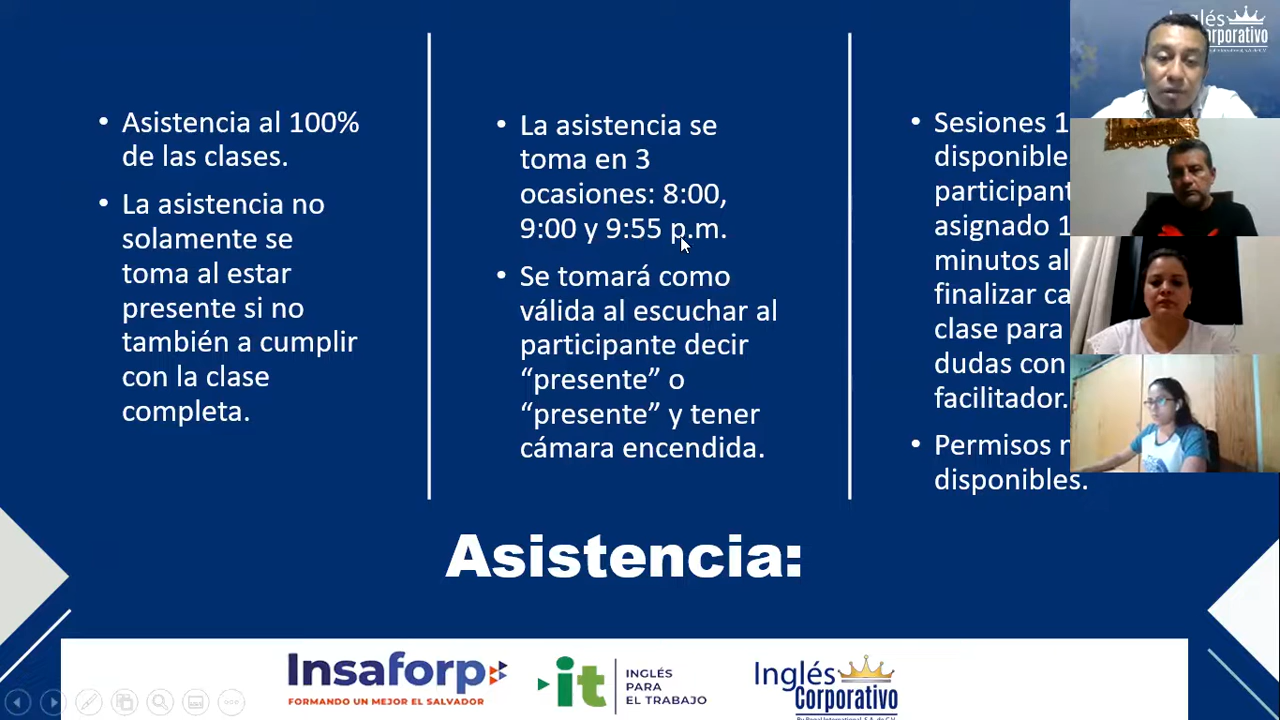 • Asistencia al 100%
de las clases.
• La asistencia no
solamente se
toma al estar
presente si no
también a cumplir
con la clase
completa.
• La asistencia se
toma en 3
ocasiones: 8:00,
9:00 y 9:55 p.m.
• Se tomará como
válida al escuchar al
participante decir
“presente” o
“presente” y tener
cámara encendida.
• Sesiones 1
disponible
participant
asignado 1
minutos al
finalizar ca
clase para
dudas con
facilitador.
• Permisos n
disponibles.
Asistencia:
Insaforp
FORMANDO UN MEJOR EL SALVADOR
it
INGLÉS
PARA
EL TRABAJO
Inglés
Corporativo
Inglés
orporativo